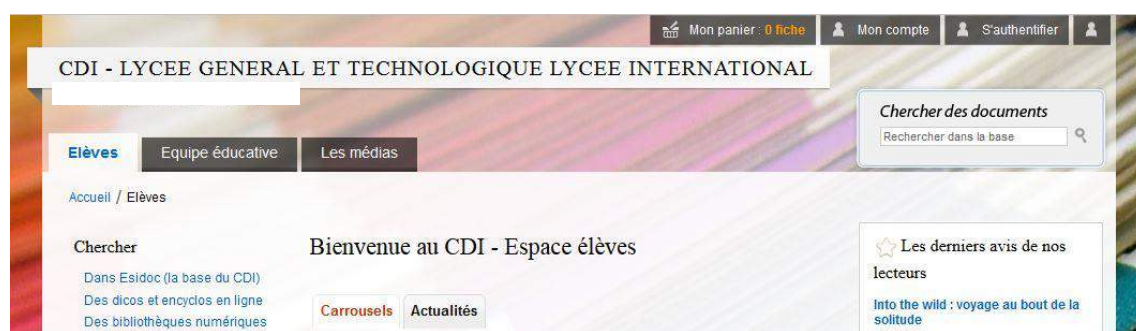 Mon panier : 0 fiche
Mon compte
S'authentifier
CDI - LYCEE GENERAL ET TECHNOLOGIQUE LYCEE INTERNATIONAL
Chercher des documents
Rechercher dans la base
Elèves
Equipe éducative
Les médias
Accueil / Elèves
Chercher
Dans Esidoc (la base du CDI)
Des dicos et encyclos en ligne
Des bibliothèques numériques
Bienvenue au CDI - Espace élèves
Carrousels
Actualités
Les derniers avis de nos
lecteurs
Into the wild : voyage au bout de la
solitude